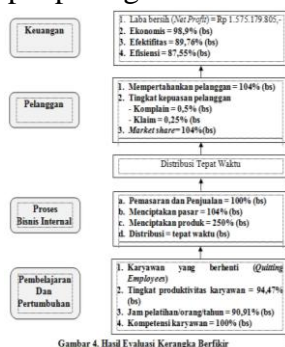 Keuangan
1. Laba bersih (Net Profit) = Rp 1.575.179.805,-
2. Ekonomis = 98,9% (bs)
3. Efektifitas = 89,76% (bs)
4. Efisiensi = 87,55% (bs)
Pelanggan
1. Mempertahankan pelanggan = 104% (bs)
2. Tingkat kepuasan pelanggan
- Komplain = 0,5% (bs)
- Klaim = 0,25% (bs)
3. Market share = 104% (bs)
Distribusi Tepat Waktu
Proses
Bisnis Internal
a. Pemasaran dan Penjualan = 100% (bs)
b. Menciptakan pasar = 104% (bs)
c. Menciptakan produk = 250% (bs)
d. Distribusi = tepat waktu (bs)
Pembelajaran
Dan
Pertumbuhan
1. Karyawan yang berhenti (Quitting
Employees)
2. Tingkat produktivitas karyawan = 94,47%
(bs)
3. Jam pelatihan/orang/tahun = 90,91% (bs)
4. Kompetensi karyawan = 100% (bs)
Gambar 4. Hasil Evaluasi Kerangka Berfikir